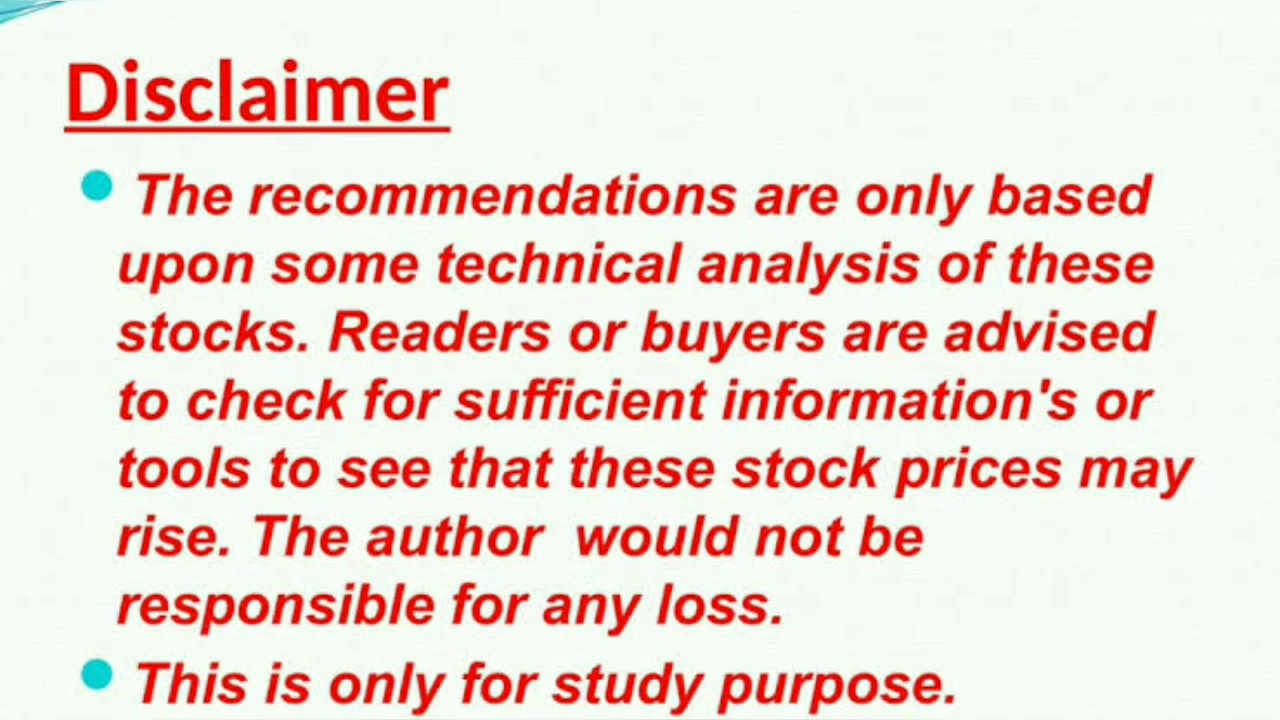 Disclaimer
The recommendations are only based
upon some technical analysis of these
stocks. Readers or buyers are advised
to check for sufficient information's or
tools to see that these stock prices may
rise. The author  would not be
responsible for any loss.
This is only for study purpose.